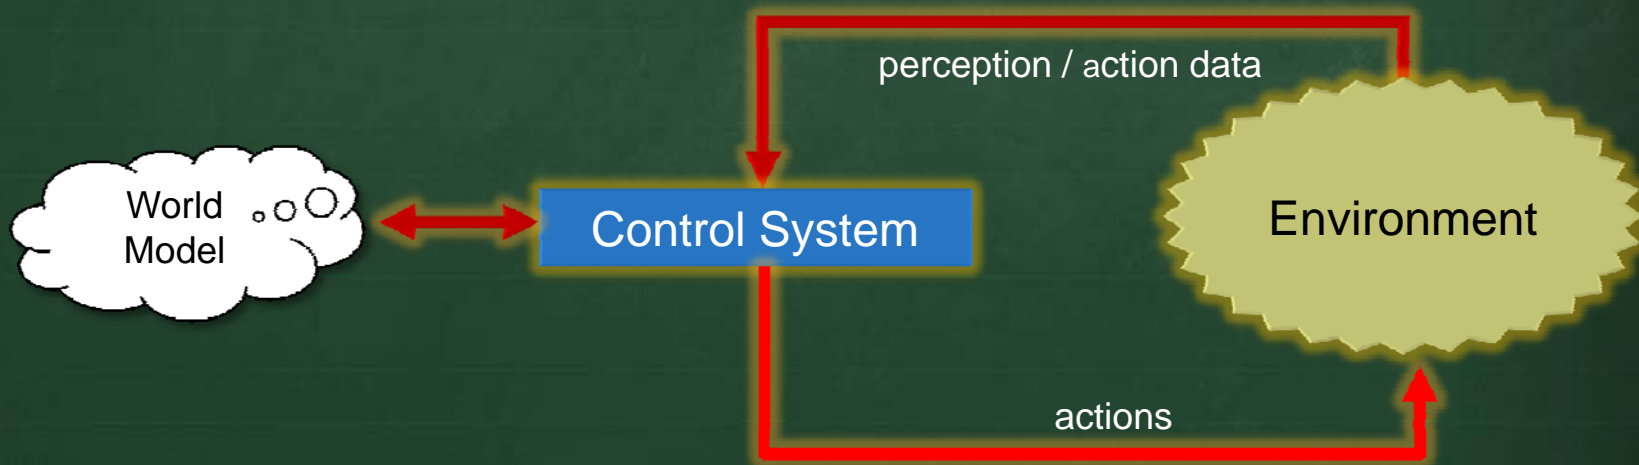 perception / action data
World
Model
Control System
Environment
actions